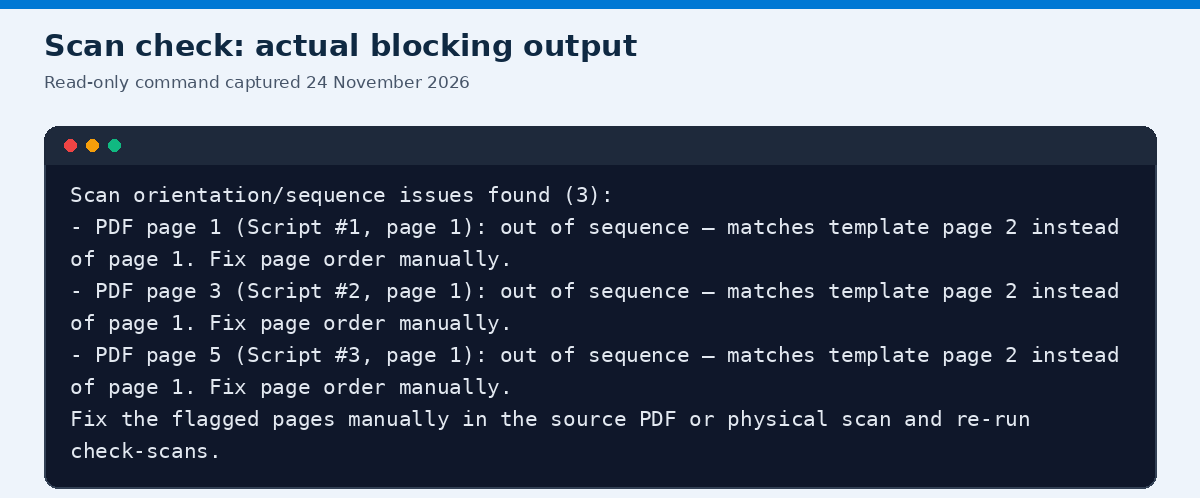 Scan check: actual blocking output
Read-only command captured 24 November 2026
Scan orientation/sequence issues found (3):
- PDF page 1 (Script #1, page 1): out of sequence — matches template page 2 instead
of page 1. Fix page order manually.
- PDF page 3 (Script #2, page 1): out of sequence — matches template page 2 instead
of page 1. Fix page order manually.
- PDF page 5 (Script #3, page 1): out of sequence — matches template page 2 instead
of page 1. Fix page order manually.
Fix the flagged pages manually in the source PDF or physical scan and re-run
check-scans.